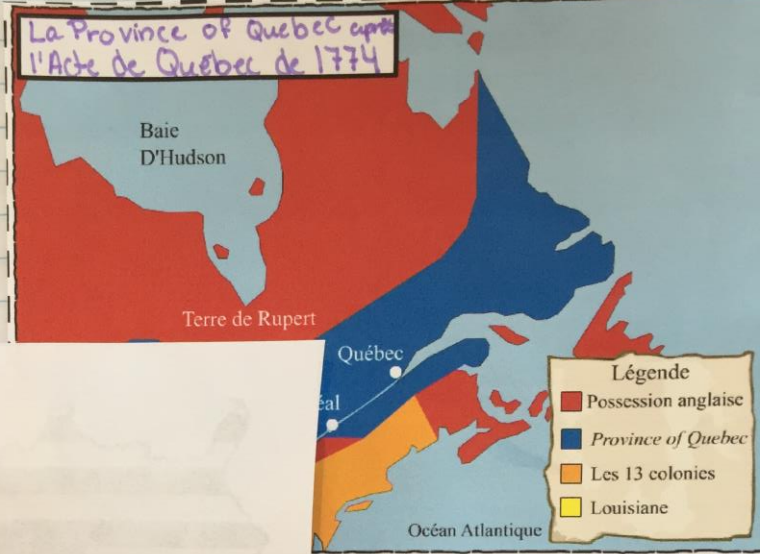 La Province of Quebec après
l'Acte de Québec de 1774
Baie
D'Hudson
Terre de Rupert
Québec
éal
Légende
Possession anglaise
Province of Quebec
Les 13 colonies
Louisiane
Océan Atlantique